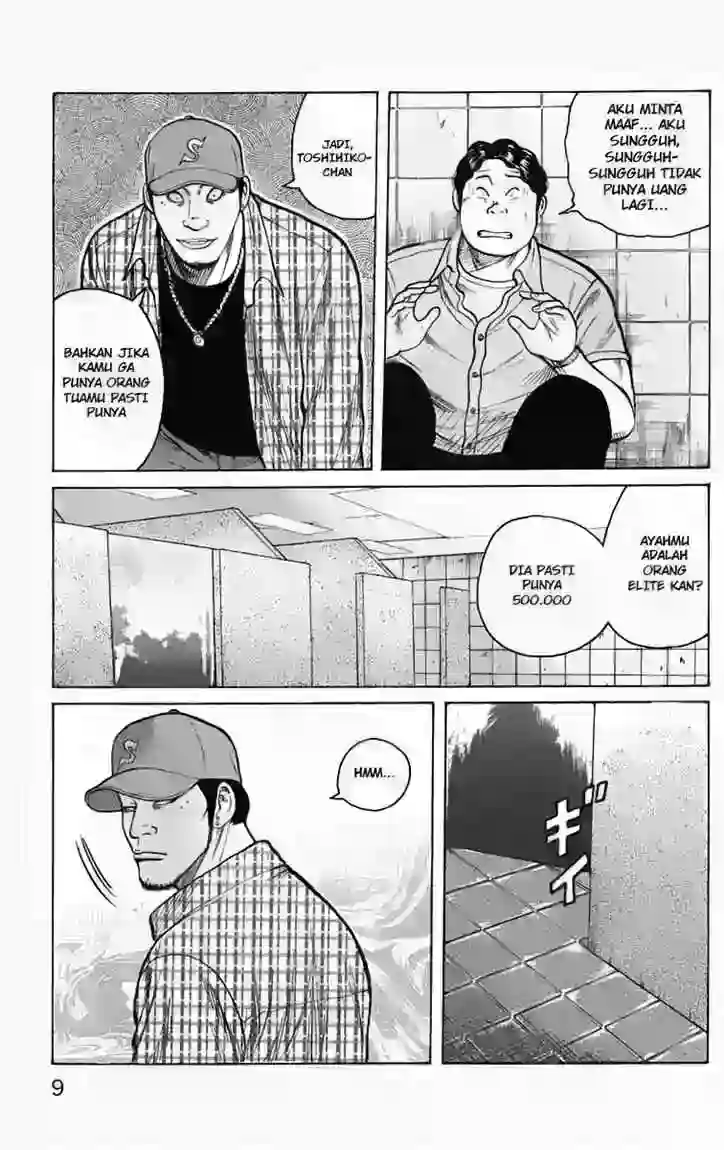 AKU MINTA
MAAF... AKU
SUNGGUH,
SUNGGUH-
SUNGGUH TIDAK
PUNYA UANG
LAGI...
JADI,
TOSHIHIKO-
CHAN
BAHKAN JIKA
KAMU GA
PUNYA ORANG
TUAMU PASTI
PUNYA
AYAHMU
ADALAH
ORANG
ELITE KAN?
DIA PASTI
PUNYA
500.000
ギィ
S
HMM...
S
9